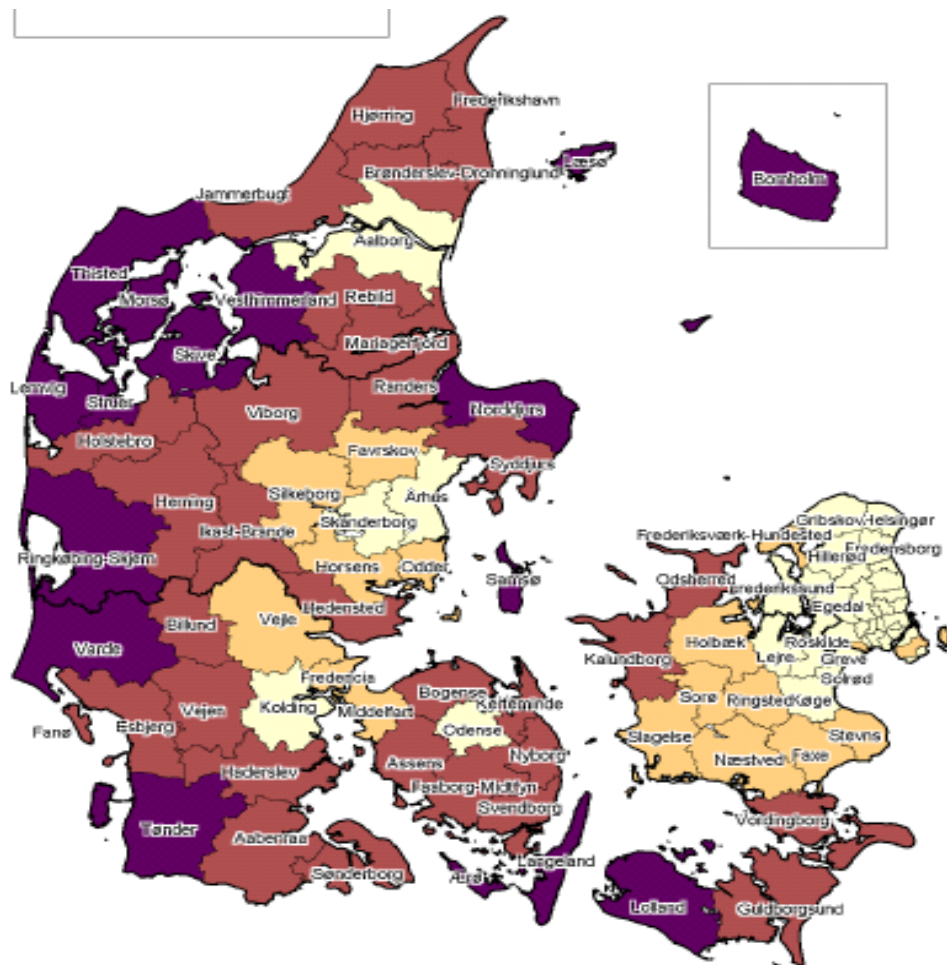 Frederikshavn
Hjørring
Læsø
Brønderslev-Dronninglund
Bornholm
Jammerbugt
Aalborg
Thisted
Morsø
Vesthimmerland
Rebild
Mariagerfjord
Skive
Lemvig
Randers
Struer
Viborg
Norddjurs
Holstebro
Favrskov
Syddjurs
Silkeborg
Århus
Herning
Skanderborg
Gribskov
Helsingør
Ikast-Brande
Frederiksværk-Hundested
Fredensborg
Hillerød
Ringkøbing-Skjern
Horsens
Odder
Samsø
Odsherred
Frederikssund
Hedensted
Egedal
Billund
Vejle
Varde
Holbæk
Roskilde
Kalundborg
Lejre
Greve
Fredericia
Solrød
Bogense
Kolding
Kerteminde
Sorø
Ringsted
Køge
Middelfart
Fanø
Esbjerg
Vejen
Odense
Stevns
Slagelse
Nyborg
Næstved
Faxe
Assens
Haderslev
Faaborg-Midtfyn
Svendborg
Vordingborg
Tønder
Aabenraa
Langeland
Sønderborg
Ærø
Lolland
Guldborgsund